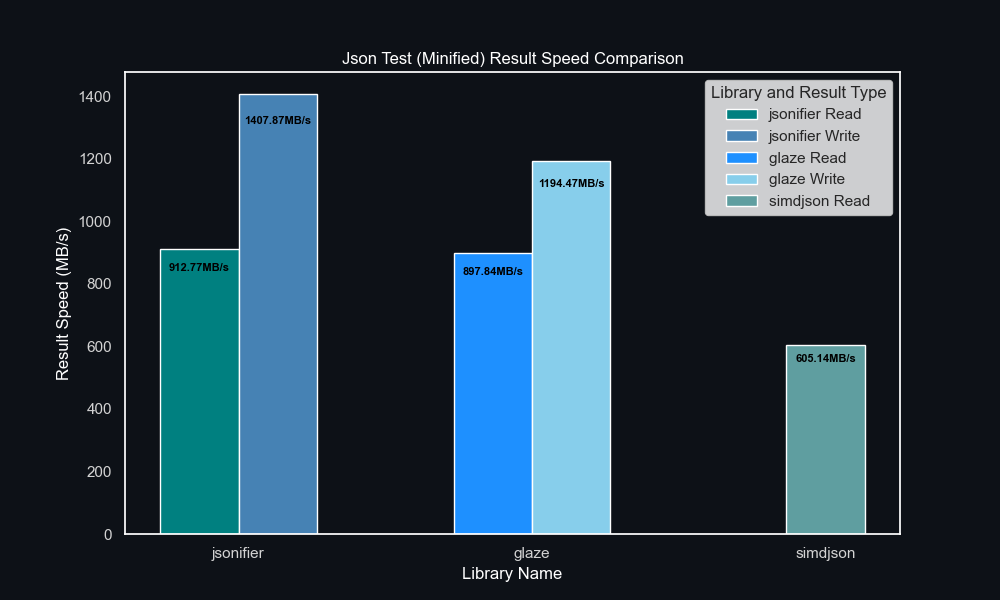 Json Test (Minified) Result Speed Comparison
Library and Result Type
jsonifier Read
jsonifier Write
glaze Read
glaze Write
simdjson Read
Result Speed (MB/s)
1400
1200
1000
800
600
400
200
0
912.77MB/s
1407.87MB/s
897.84MB/s
1194.47MB/s
605.14MB/s
jsonifier
glaze
simdjson
Library Name